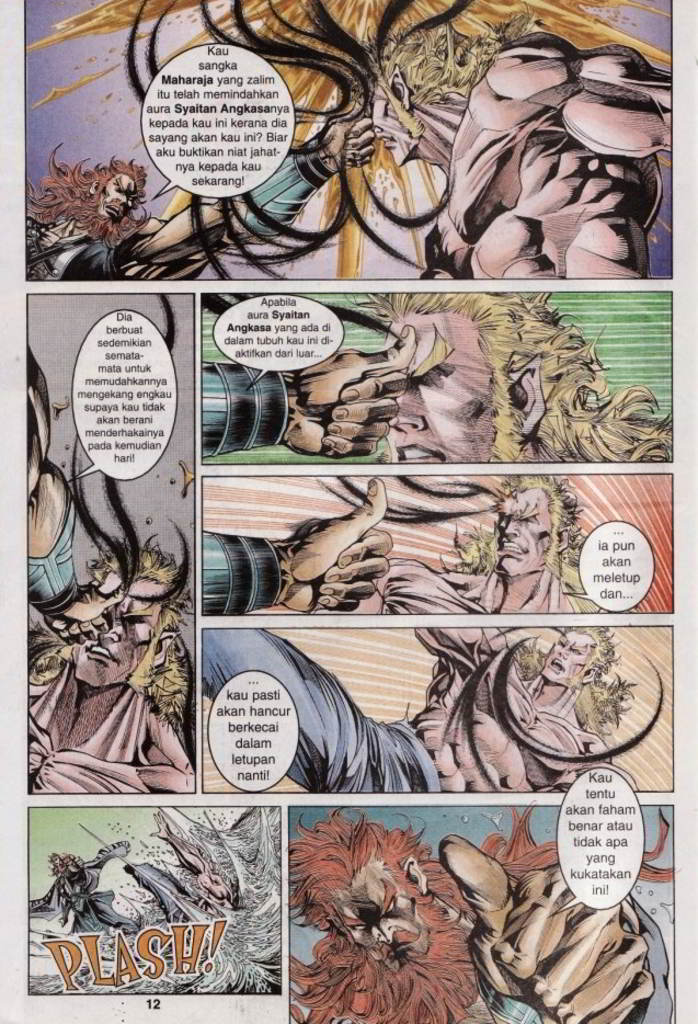 Kau
sangka
Maharaja yang zalim
itu telah memindahkan
aura Syaitan Angkasanya
kepada kau ini kerana dia
sayang akan kau ini? Biar
aku buktikan niat jahat-
nya kepada kau
sekarang!
Dia
berbuat
sedemikian
semata-
mata untuk
memudahkannya
mengekang engkau
supaya kau tidak
akan berani
menderhakainya
pada kemudian
hari!
Apabila
aura Syaitan
Angkasa yang ada di
dalam tubuh kau ini di-
aktifkan dari luar...
...
ia pun
akan
meletup
dan...
...
kau pasti
akan hancur
berkecai
dalam
letupan
nanti!
Kau
tentu
akan faham
benar atau
tidak apa
yang
kukatakan
ini!
PLASH!
12